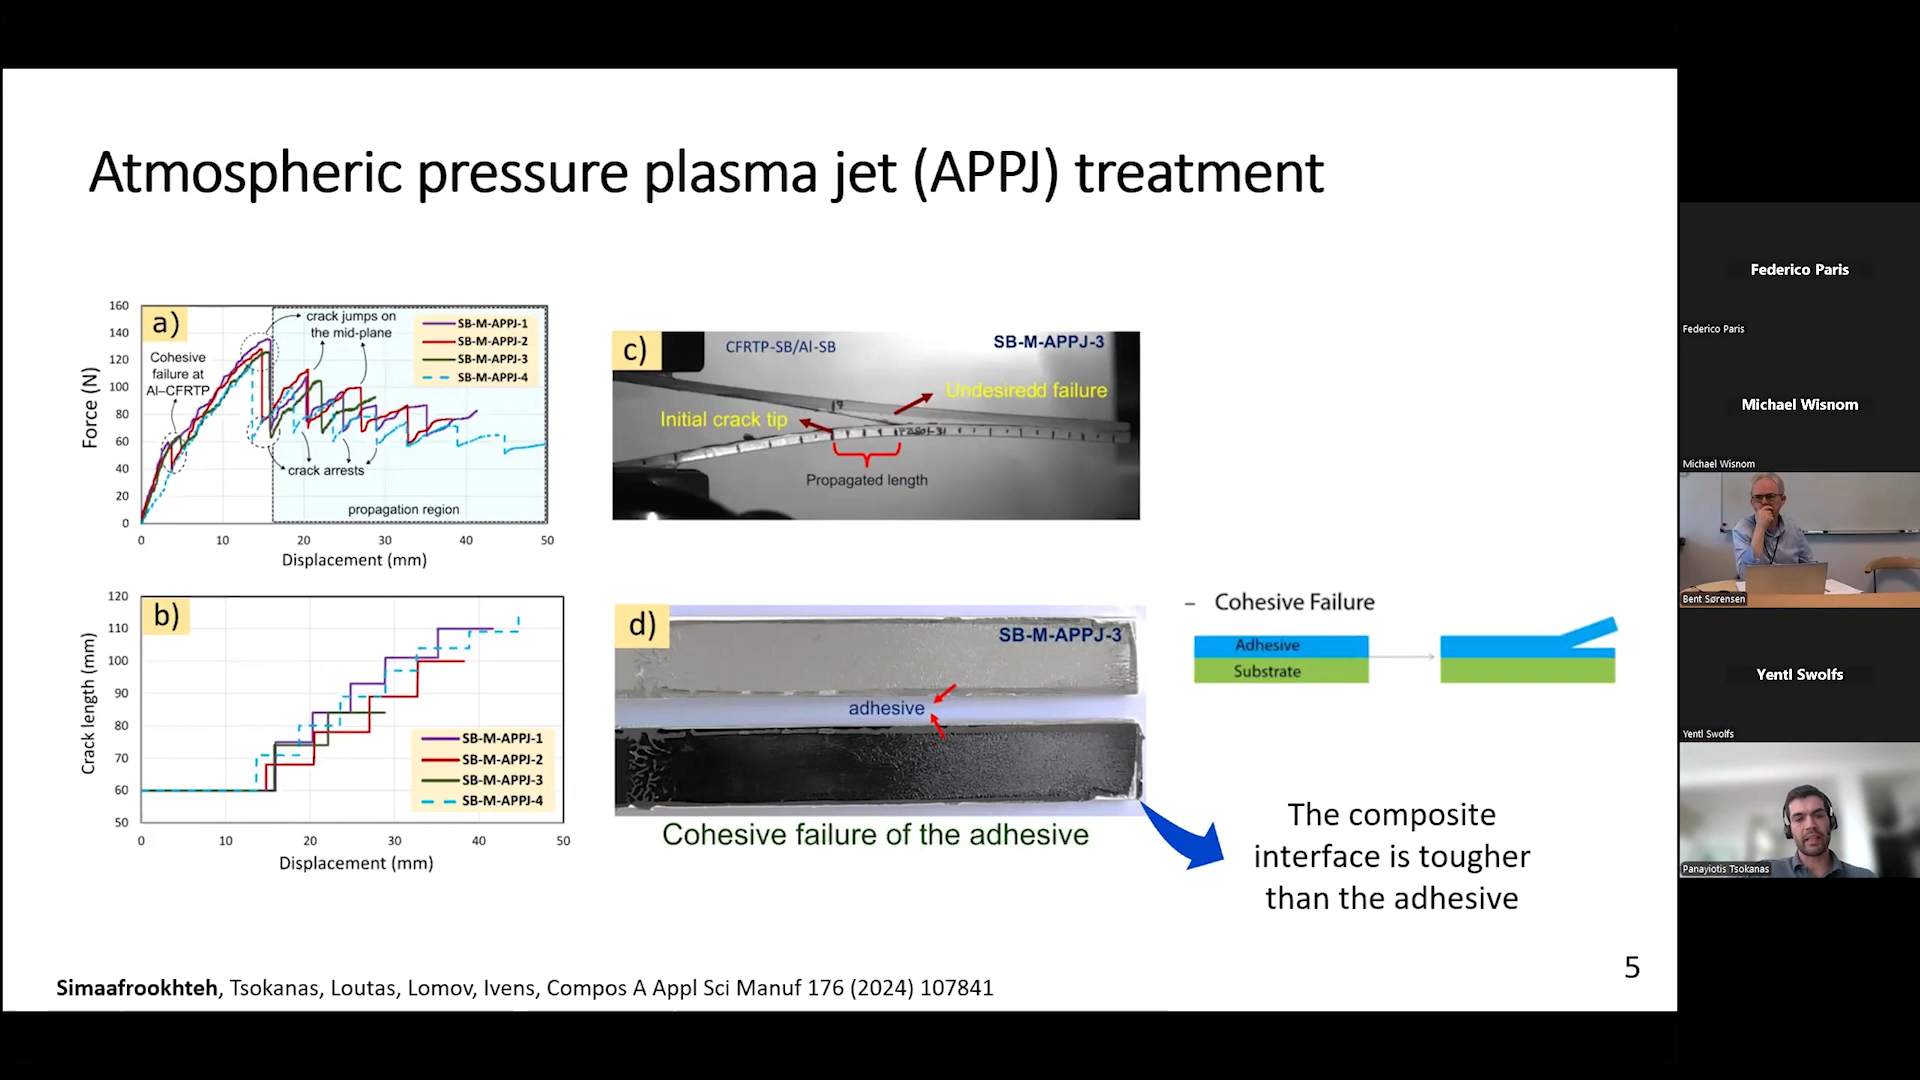 Atmospheric pressure plasma jet (APPJ) treatment
a)
160
140
120
100
80
60
40
20
0
Force (N)
Cohesive
failure at
Al–CFRTP
crack jumps on
the mid-plane
SB-M-APPJ-1
SB-M-APPJ-2
SB-M-APPJ-3
SB-M-APPJ-4
crack arrests
propagation region
0 10 20 30 40 50
Displacement (mm)
b)
120
110
100
90
80
70
60
50
Crack length (mm)
SB-M-APPJ-1
SB-M-APPJ-2
SB-M-APPJ-3
SB-M-APPJ-4
0 10 20 30 40 50
Displacement (mm)
c)
CFRTP-SB/Al-SB
SB-M-APPJ-3
Undesiredd failure
Initial crack tip
Propagated length
d)
SB-M-APPJ-3
adhesive
Cohesive failure of the adhesive
– Cohesive Failure
Adhesive
Substrate
The composite
interface is tougher
than the adhesive
5
Simaafrookhteh, Tsokanas, Loutas, Lomov, Ivens, Compos A Appl Sci Manuf 176 (2024) 107841
Federico Paris
Federico Paris
Michael Wisnom
Michael Wisnom
Bent Sørensen
Yentl Swolfs
Yentl Swolfs
Panayiotis Tsokanas